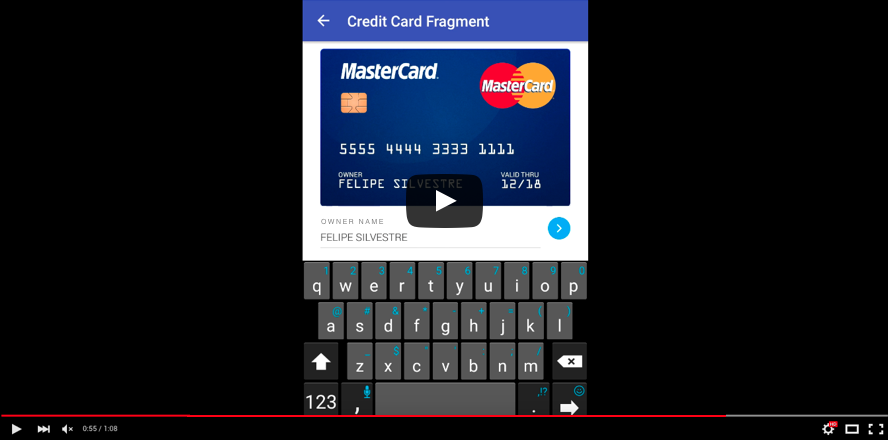 Credit Card Fragment
MasterCard
MasterCard
5555 4444 3333 1111
OWNER
VALID THRU
FELIPE SILVESTRE
12/18
OWNER NAME
FELIPE SILVESTRE
1 2 3 4 5 6 7 8 9 0
q w e r t y u i o p
@ # & * - + = ( )
a s d f g h j k l
_ $ " ' : ; /
z x c v b n m
123 , . ,!?
0:55 / 1:08
HD